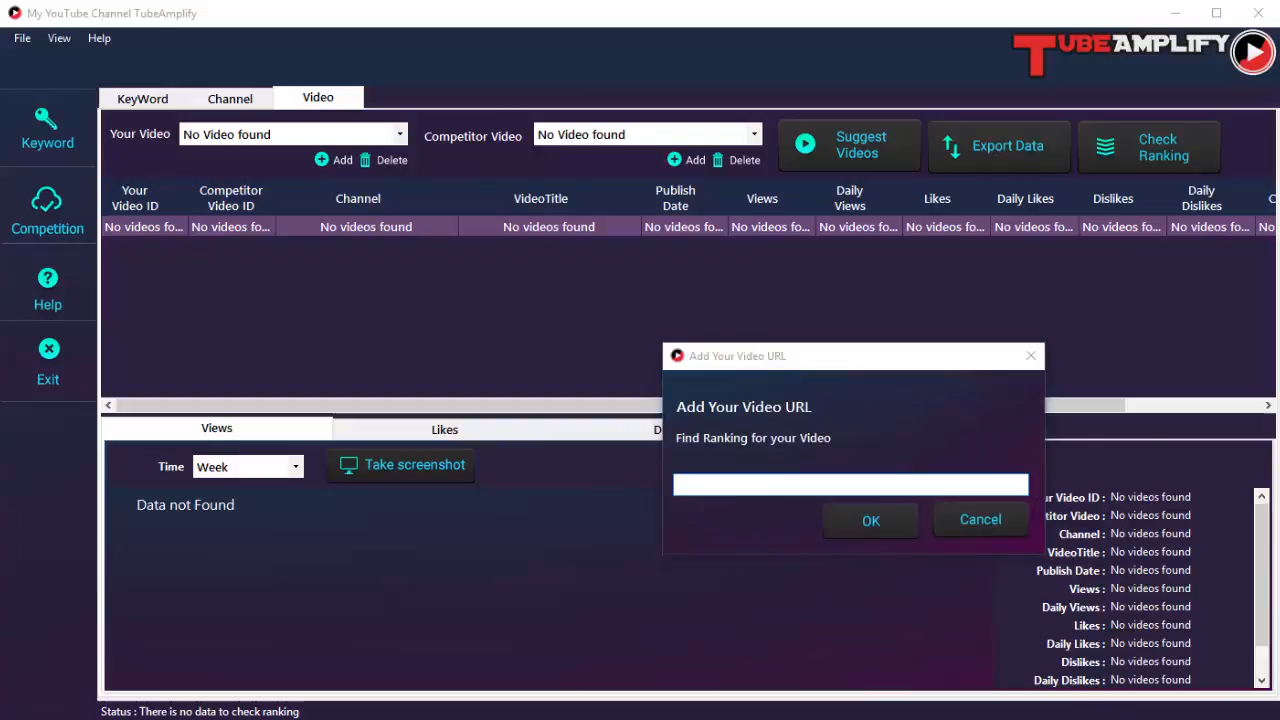 My YouTube Channel TubeAmplify
File View Help
TUBEAMPLIFY
Keyword
Competition
Help
Exit
KeyWord Channel Video
Your Video No Video found Competitor Video No Video found
Add Delete Add Delete
Suggest Videos
Export Data
Check Ranking
Your Video ID Competitor Video ID Channel VideoTitle Publish Date Views Daily Views Likes Daily Likes Dislikes Daily Dislikes C
No videos fo... No videos fo... No videos found No videos found No videos fo... No videos fo... No videos fo... No videos fo... No videos fo... No videos fo... No videos fo... No
Add Your Video URL
Add Your Video URL
Find Ranking for your Video
OK Cancel
Views Likes D
Time Week Take screenshot
Data not Found
ur Video ID : No videos found
titor Video : No videos found
Channel : No videos found
VideoTitle : No videos found
Publish Date : No videos found
Views : No videos found
Daily Views : No videos found
Likes : No videos found
Daily Likes : No videos found
Dislikes : No videos found
Daily Dislikes : No videos found
Status : There is no data to check ranking